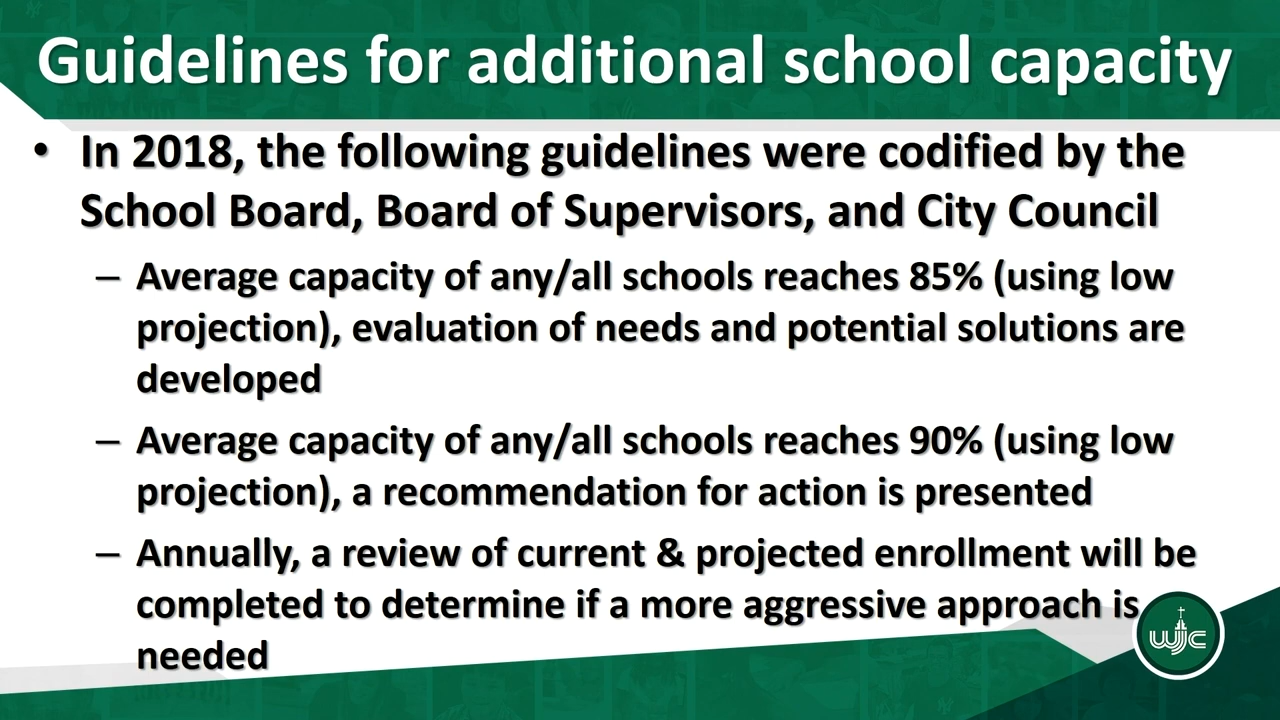 Guidelines for additional school capacity
• In 2018, the following guidelines were codified by the
School Board, Board of Supervisors, and City Council
– Average capacity of any/all schools reaches 85% (using low
projection), evaluation of needs and potential solutions are
developed
– Average capacity of any/all schools reaches 90% (using low
projection), a recommendation for action is presented
– Annually, a review of current & projected enrollment will be
completed to determine if a more aggressive approach is
needed
WJC